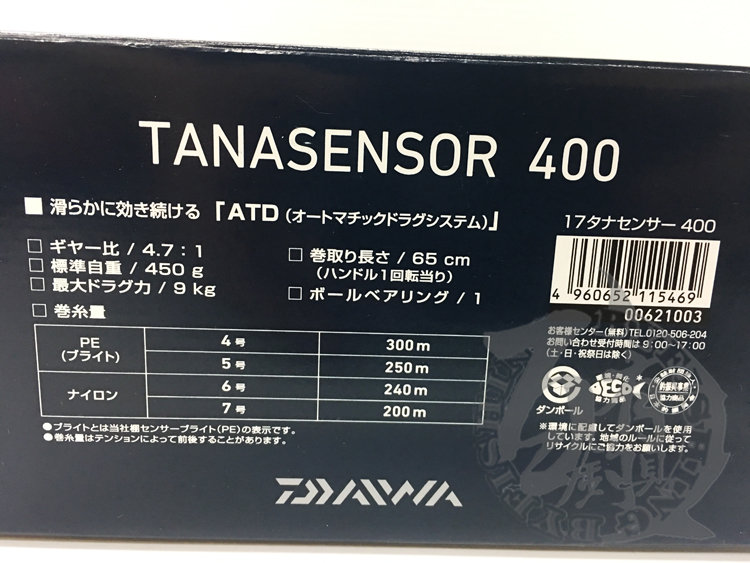 TANASENSOR 400
■ 滑らかに効き続ける「ATD（オートマチックドラグシステム）」
17タナセンサー 400
□ ギヤー比 / 4.7：1
□ 標準自重 / 450 g
□ 最大ドラグ力 / 9 kg
□ 巻糸量
□ 巻取り長さ / 65 cm
（ハンドル1回転当り）
□ ボールベアリング / 1
4 960652 115469
00621003
PE（ブライト） 4号 300m
5号 250m
ナイロン 6号 240m
7号 200m
●ブライトとは当社棚センサーブライト(PE)の表示です。
●巻糸量はテンションによって前後することがあります。
お客様センター(無料)TEL0120-506-204
お問い合わせ受付時間は9：00〜17：00
(土・日・祝祭日は除く)
ダンボール
※環境に配慮してダンボールを使用
しています。地域のルールに従って
リサイクルにご協力をお願いします。
DAIWA